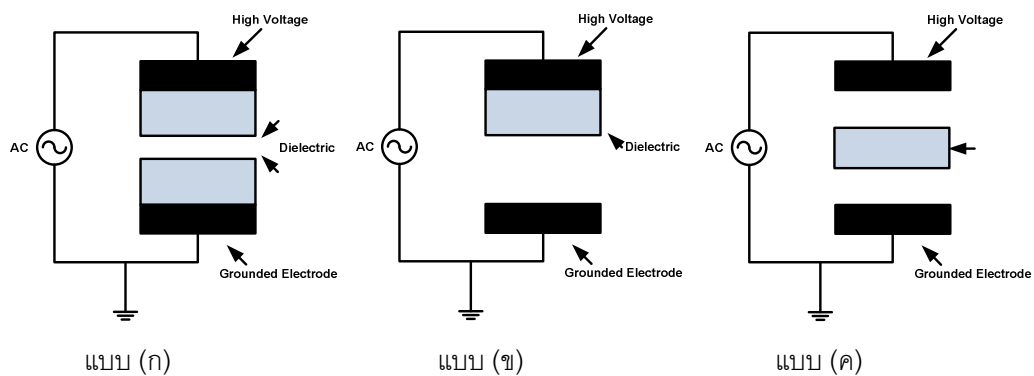 High Voltage
AC
Dielectric
Grounded Electrode
แบบ (ก)
High Voltage
AC
Dielectric
Grounded Electrode
แบบ (ข)
High Voltage
AC
Grounded Electrode
แบบ (ค)